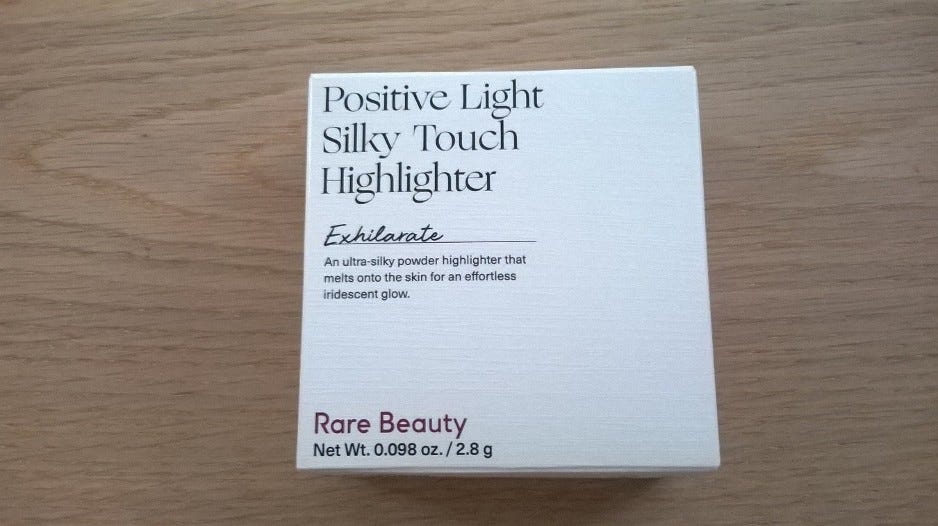 Positive Light
Silky Touch
Highlighter
Exhilarate
An ultra-silky powder highlighter that
melts onto the skin for an effortless
iridescent glow.
Rare Beauty
Net Wt. 0.098 oz. / 2.8 g